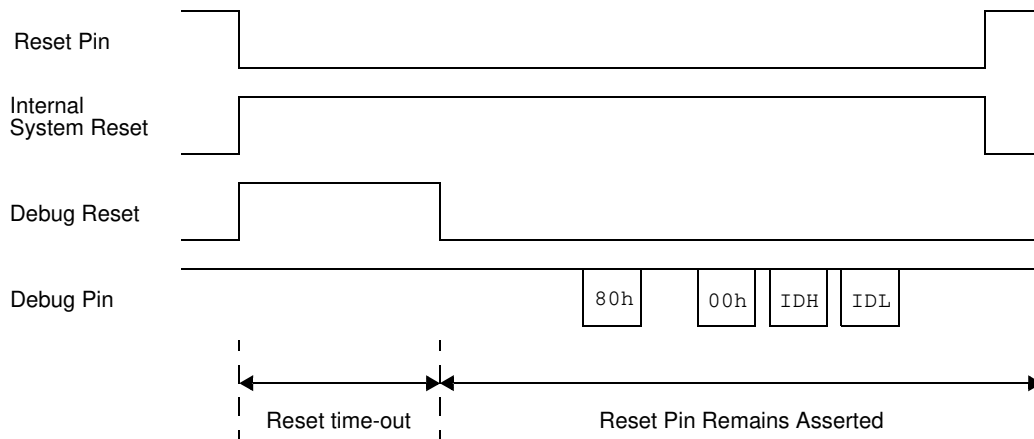 Reset Pin
Internal
System Reset
Debug Reset
Debug Pin
80h 00h IDH IDL
Reset time-out Reset Pin Remains Asserted